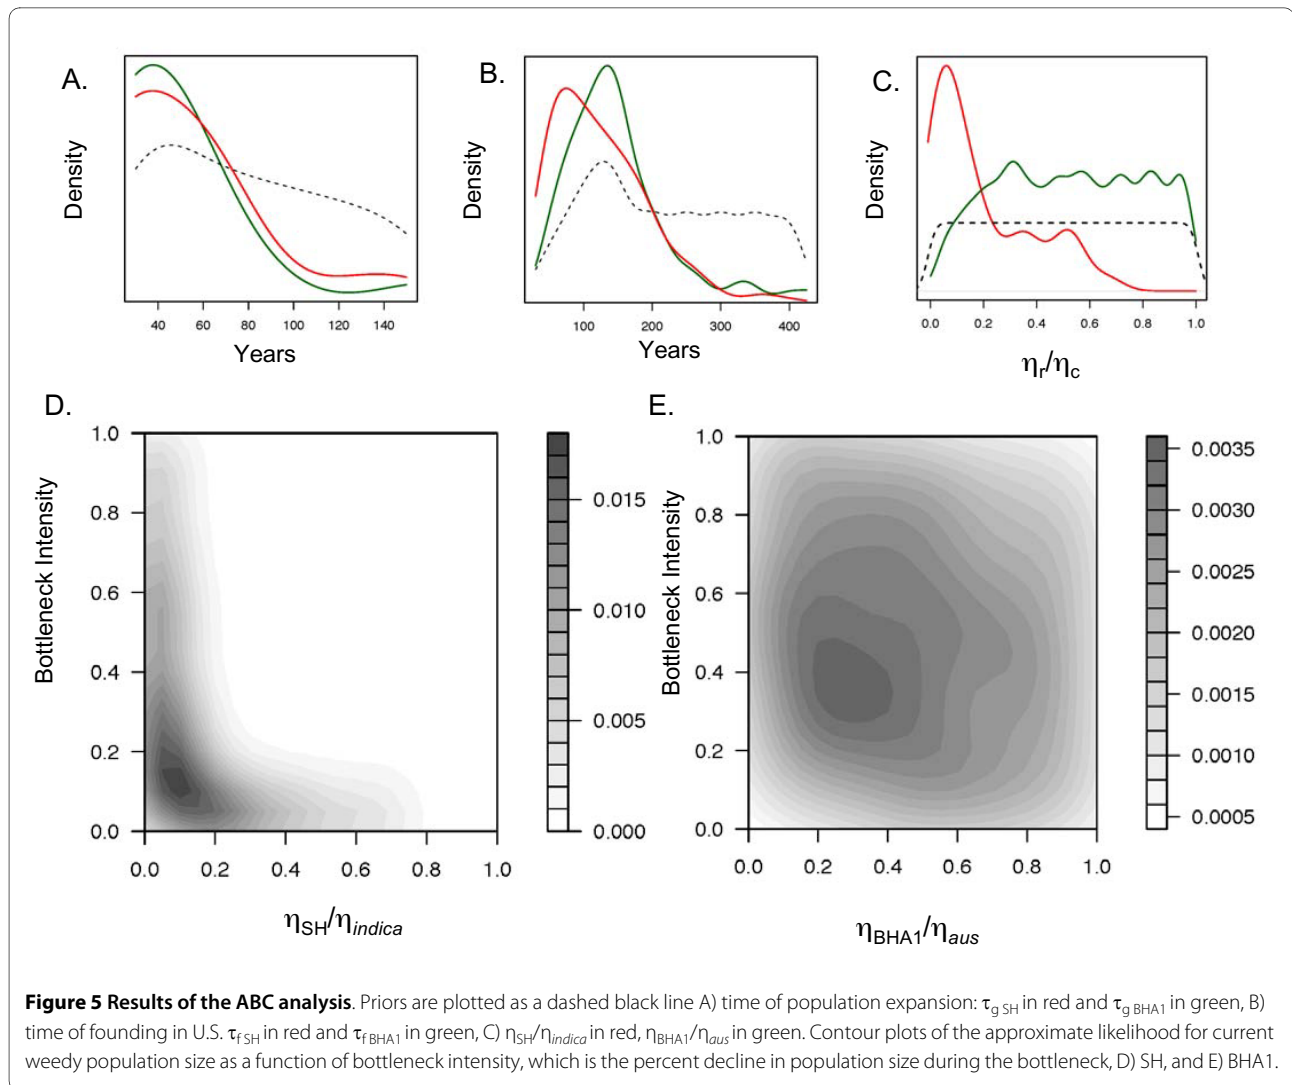 A.
Density
40 60 80 100 120 140
Years
B.
Density
100 200 300 400
Years
C.
Density
0.0 0.2 0.4 0.6 0.8 1.0
ηr/ηc
D.
Bottleneck Intensity
1.0
0.8
0.6
0.4
0.2
0.0
0.0 0.2 0.4 0.6 0.8 1.0
ηSH/ηindica
0.015
0.010
0.005
0.000
E.
Bottleneck Intensity
1.0
0.8
0.6
0.4
0.2
0.0
0.0 0.2 0.4 0.6 0.8 1.0
ηBHA1/ηaus
0.0035
0.0030
0.0025
0.0020
0.0015
0.0010
0.0005
Figure 5 Results of the ABC analysis. Priors are plotted as a dashed black line A) time of population expansion: τg SH in red and τg BHA1 in green, B)
time of founding in U.S. τf SH in red and τf BHA1 in green, C) ηSH/ηindica in red, ηBHA1/ηaus in green. Contour plots of the approximate likelihood for current
weedy population size as a function of bottleneck intensity, which is the percent decline in population size during the bottleneck, D) SH, and E) BHA1.